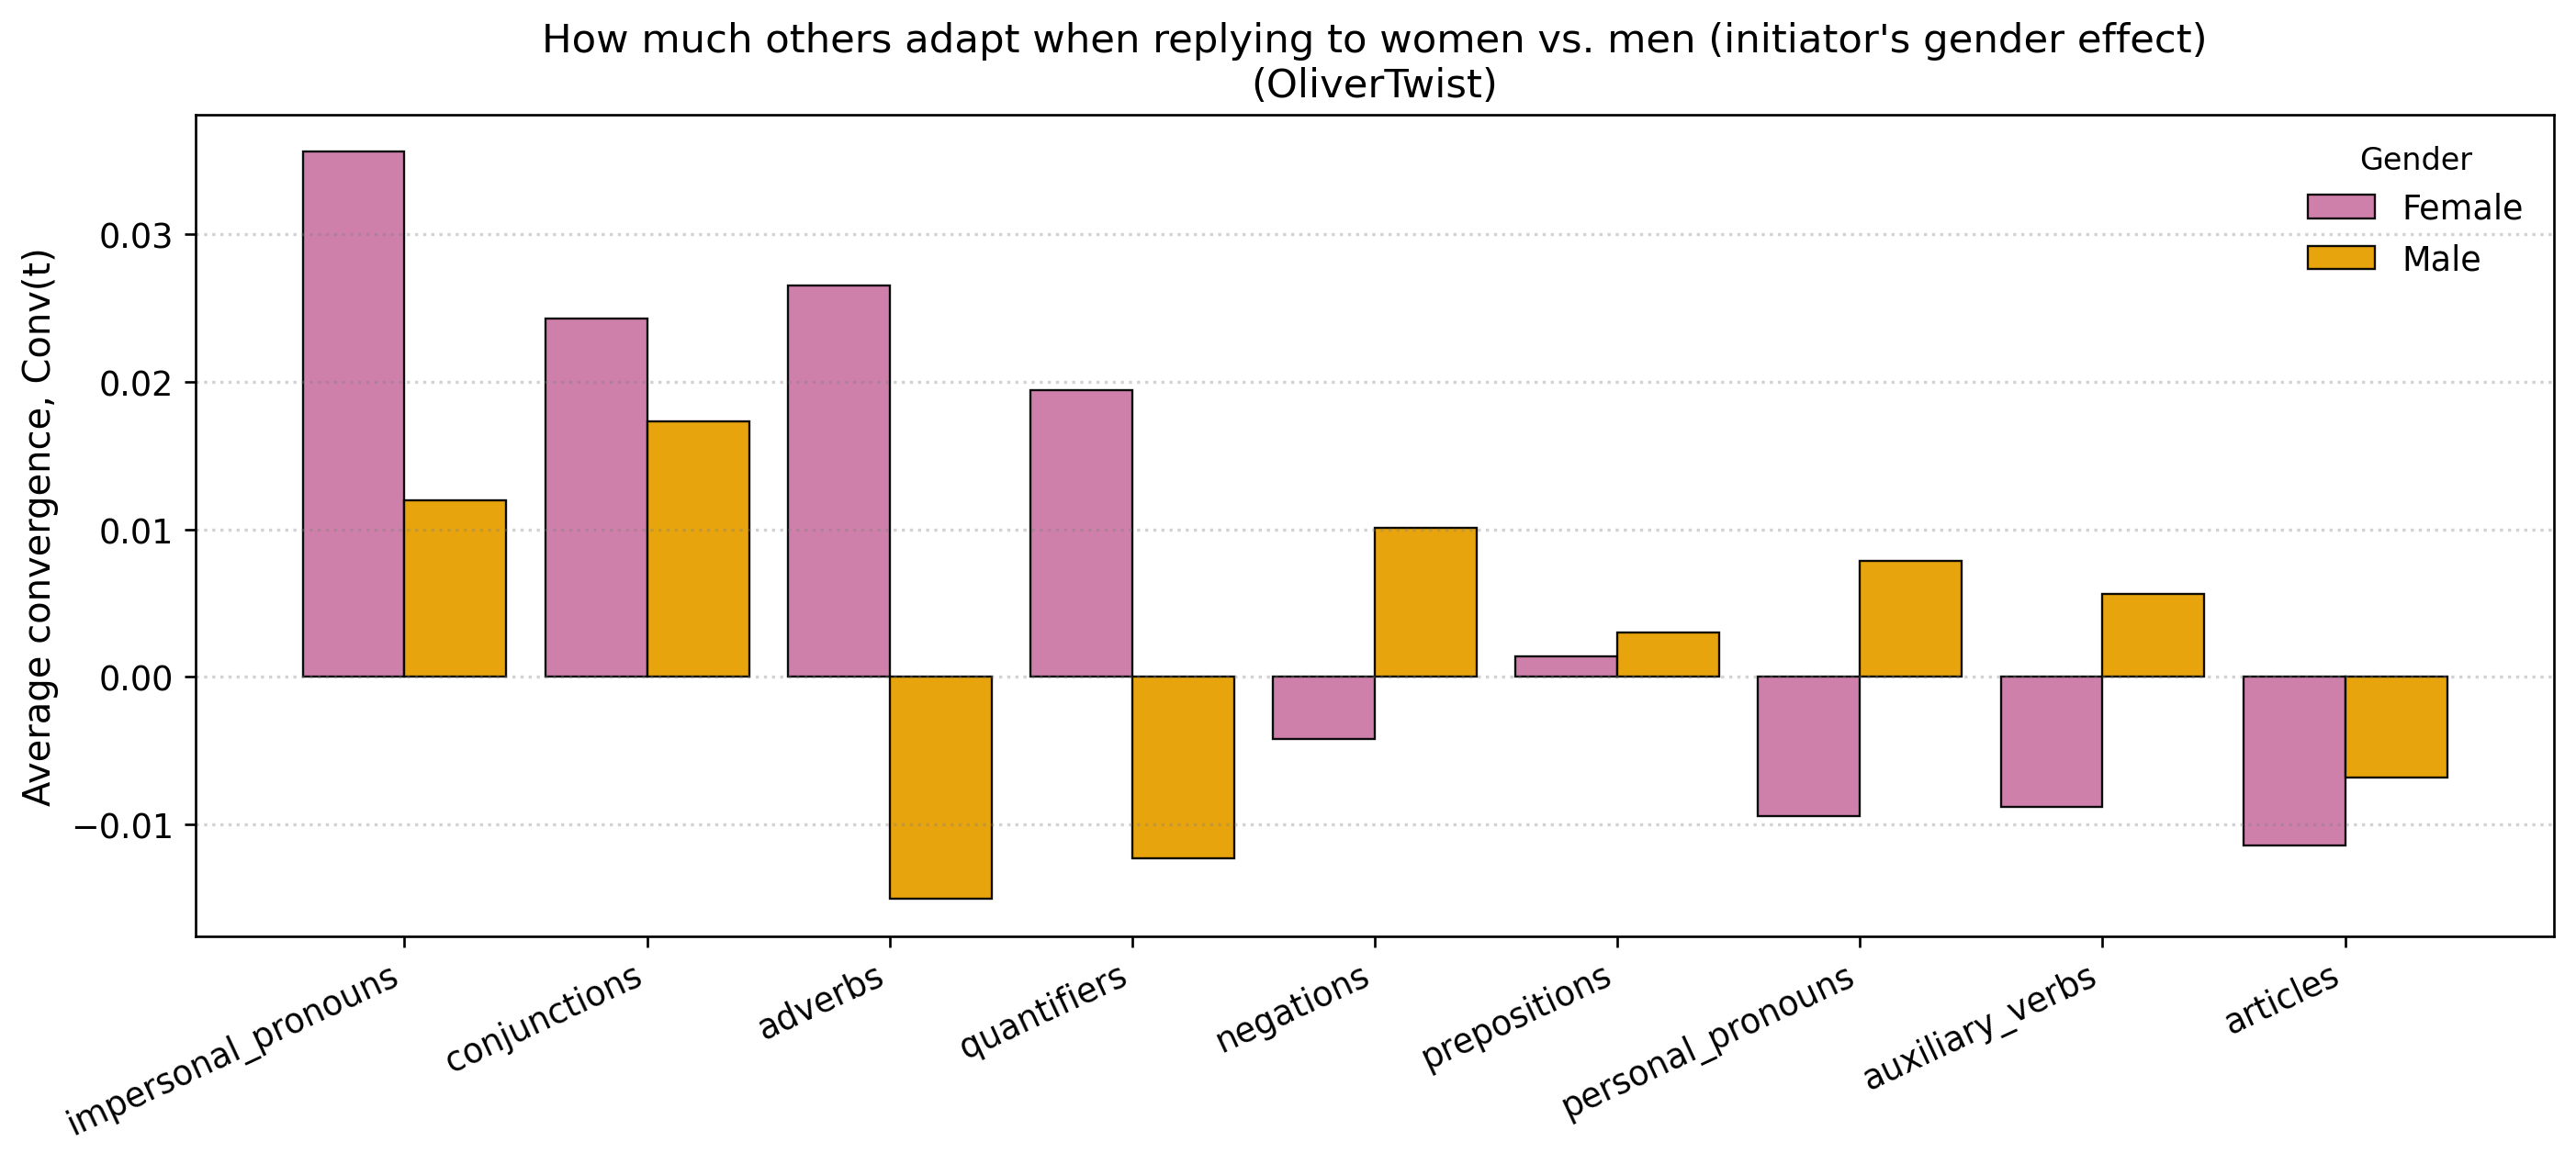 How much others adapt when replying to women vs. men (initiator's gender effect)
(OliverTwist)
Average convergence, Conv(t)
0.03
0.02
0.01
0.00
−0.01
Gender
Female
Male
impersonal_pronouns
conjunctions
adverbs
quantifiers
negations
prepositions
personal_pronouns
auxiliary_verbs
articles